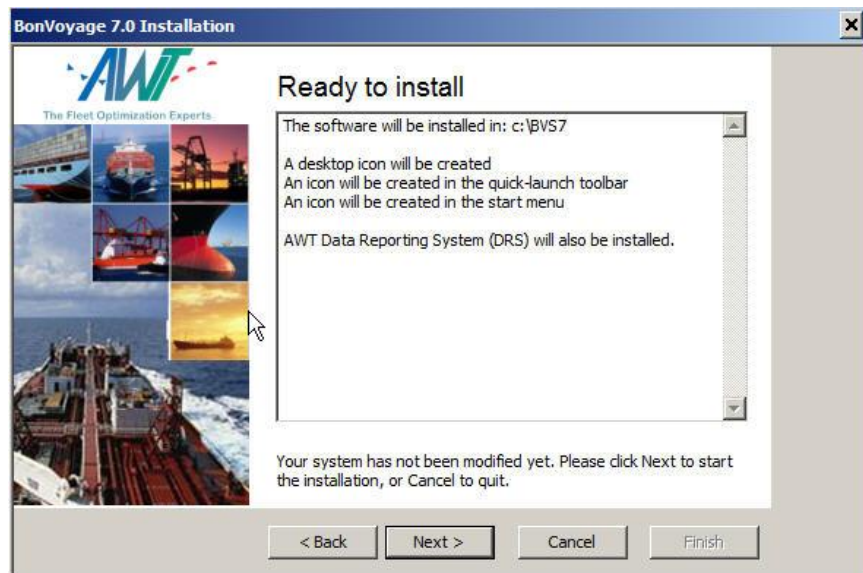 BonVoyage 7.0 Installation
AWT
The Fleet Optimization Experts
Ready to install
The software will be installed in: c:\BVS7
A desktop icon will be created
An icon will be created in the quick-launch toolbar
An icon will be created in the start menu
AWT Data Reporting System (DRS) will also be installed.
Your system has not been modified yet. Please click Next to start
the installation, or Cancel to quit.
< Back
Next >
Cancel
Finish